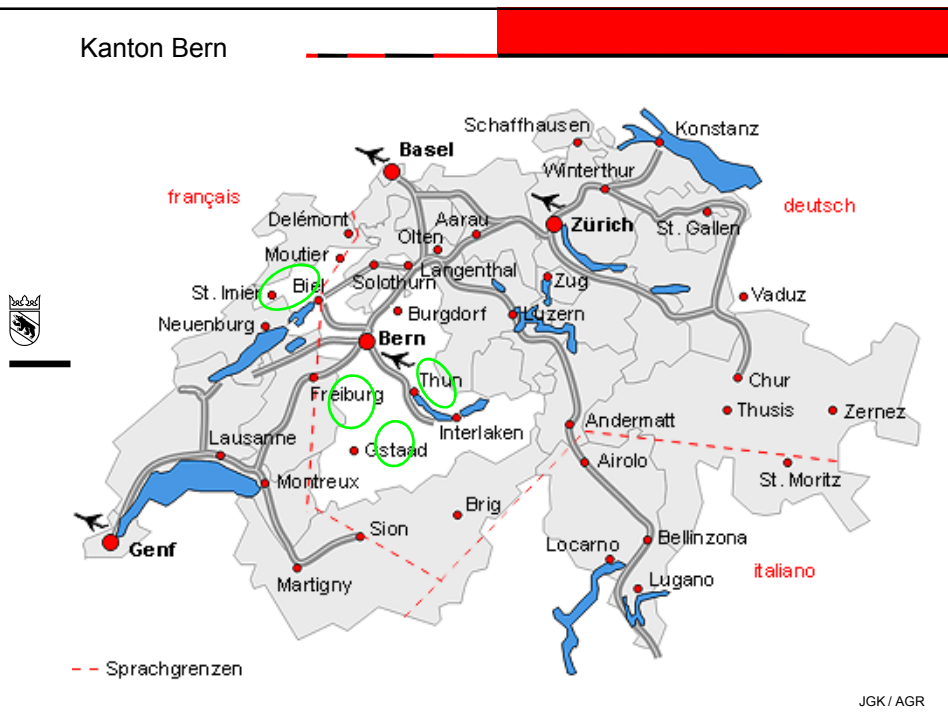 Kanton Bern
Schaffhausen
Konstanz
Basel
Winterthur
français
deutsch
Delémont
Aarau
Zürich
St. Gallen
Olten
Moutier
Solothurn
Langenthal
Zug
St. Imier
Biel
Vaduz
Neuenburg
Burgdorf
Luzern
Bern
Thun
Chur
Freiburg
Thusis
Zernez
Interlaken
Andermatt
Lausanne
Gstaad
Airolo
Montreux
St. Moritz
Brig
Sion
Bellinzona
Genf
Locarno
italiano
Martigny
Lugano
Sprachgrenzen
JGK / AGR